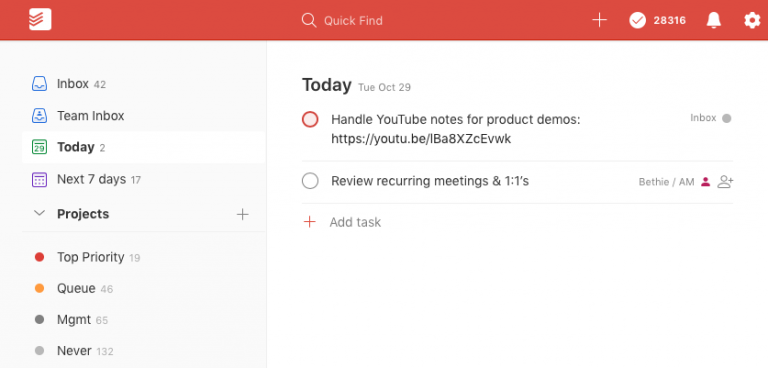 Quick Find
28316
Inbox 42
Team Inbox
29 Today 2
Next 7 days 17
Projects
Top Priority 19
Queue 46
Mgmt 65
Never 132
Today Tue Oct 29
Handle YouTube notes for product demos: Inbox
https://youtu.be/lBa8XZcEvwk
Review recurring meetings & 1:1’s Bethie / AM
Add task